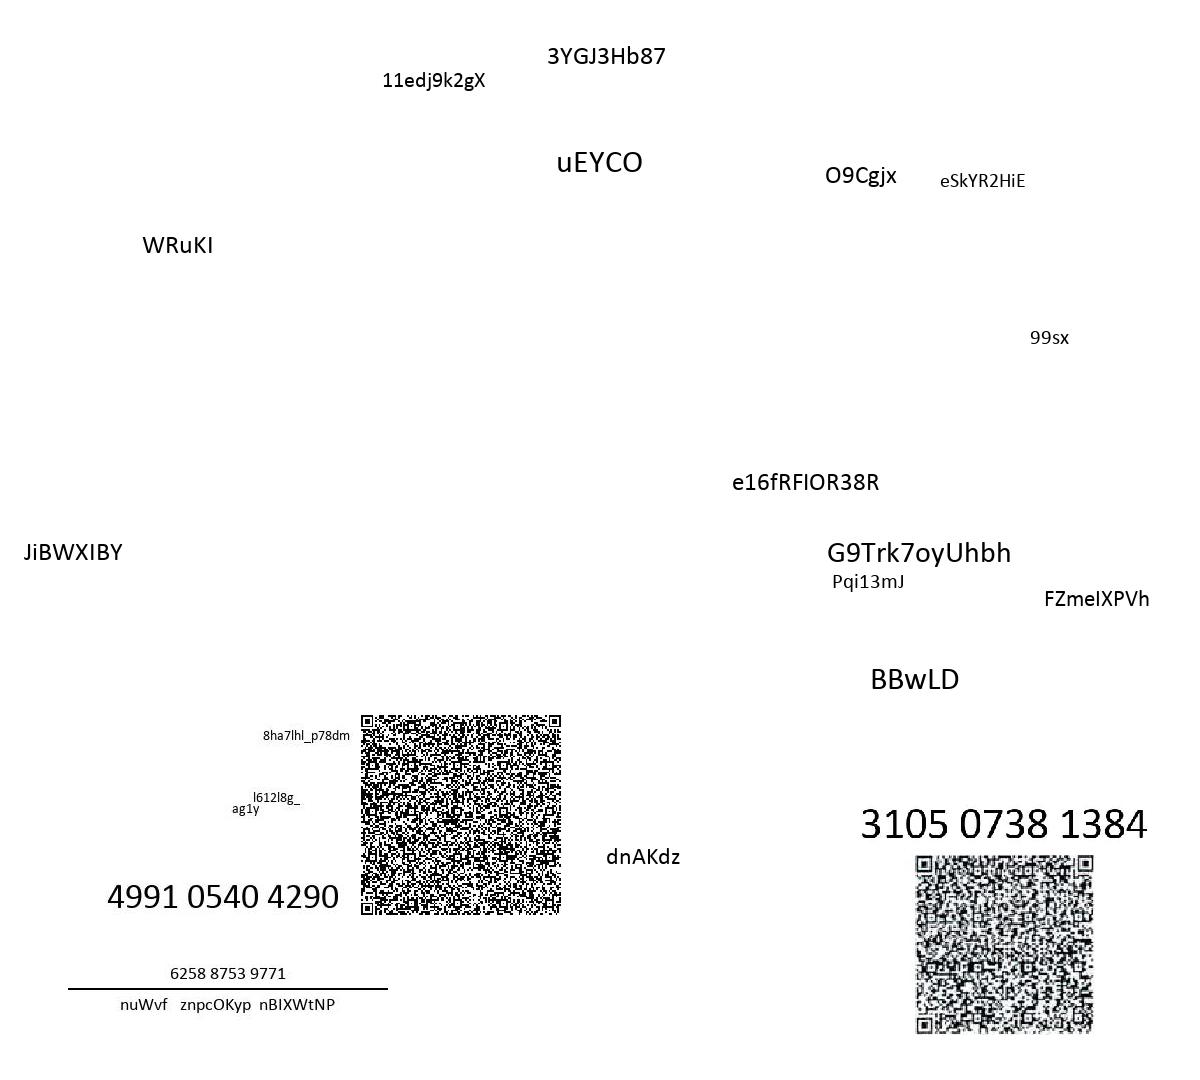 3YGJ3Hb87
11edj9k2gX
uEYCO
O9Cgjx
eSkYR2HiE
WRuKI
99sx
e16fRFIOR38R
JiBWXIBY
G9Trk7oyUhbh
Pqi13mJ
FZmeIXPVh
BBwLD
8ha7lhl_p78dm
l612l8g_
ag1y
3105 0738 1384
dnAKdz
4991 0540 4290
6258 8753 9771
nuWvf znpcOKyp nBIXWtNP